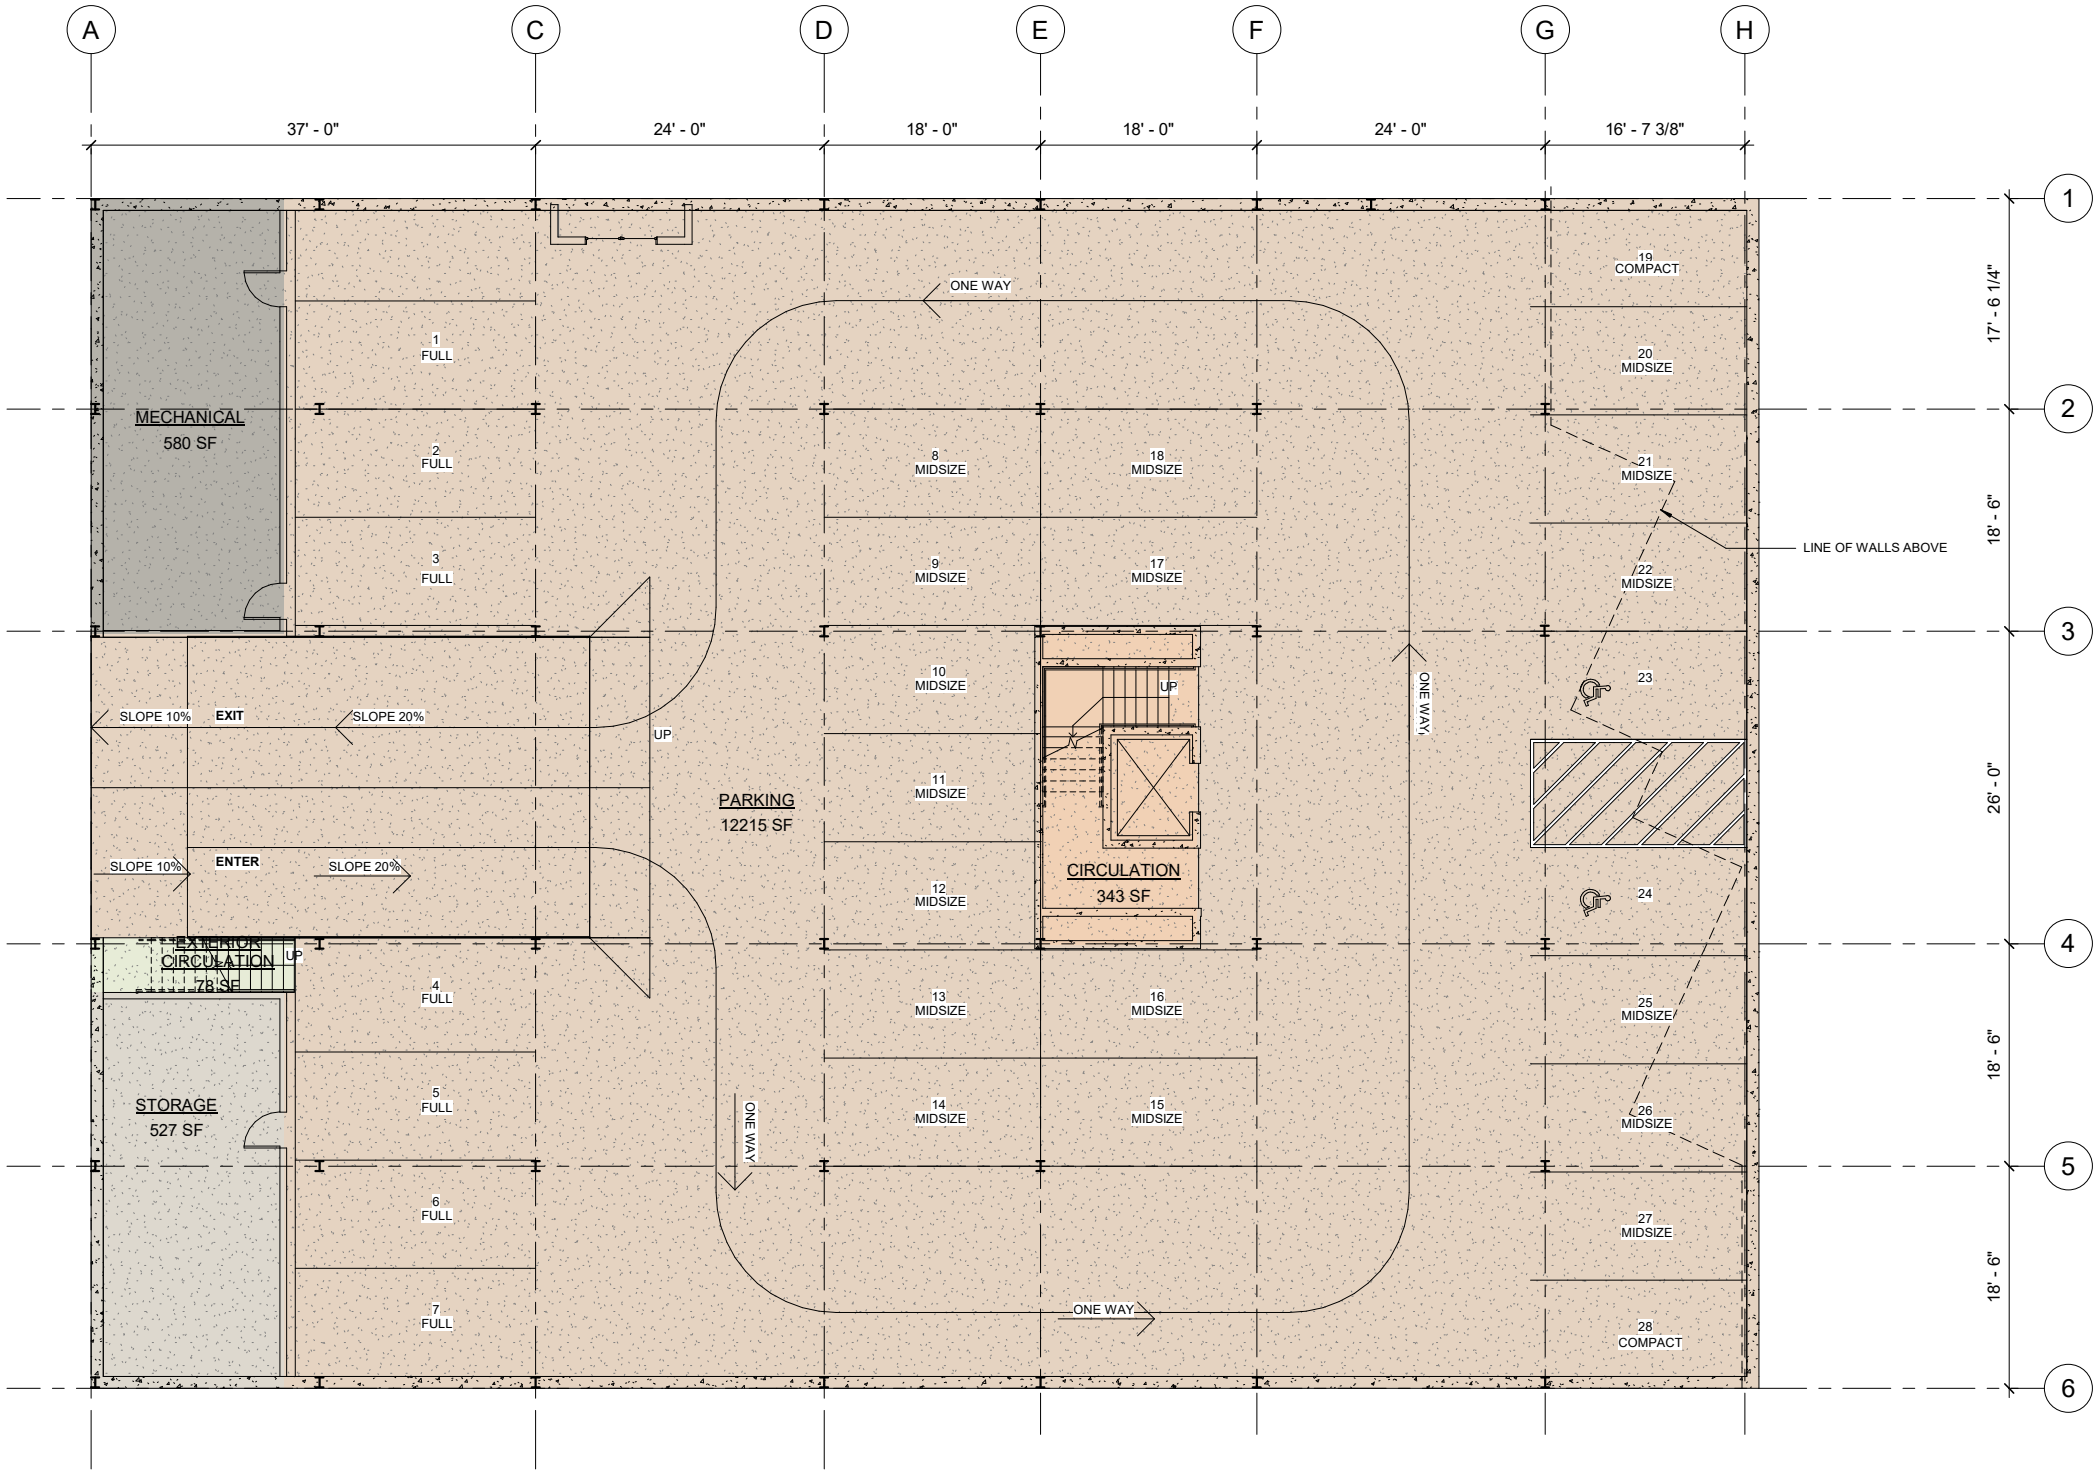 A
C
D
E
F
G
H
37' - 0"
24' - 0"
18' - 0"
18' - 0"
24' - 0"
16' - 7 3/8"
1
17' - 6 1/4"
2
18' - 6"
3
26' - 0"
4
18' - 6"
5
18' - 6"
6
MECHANICAL
580 SF
1
FULL
2
FULL
3
FULL
ONE WAY
8
MIDSIZE
18
MIDSIZE
9
MIDSIZE
17
MIDSIZE
19
COMPACT
20
MIDSIZE
21
MIDSIZE
22
MIDSIZE
LINE OF WALLS ABOVE
SLOPE 10%
EXIT
SLOPE 20%
UP
SLOPE 10%
ENTER
SLOPE 20%
PARKING
12215 SF
10
MIDSIZE
11
MIDSIZE
12
MIDSIZE
UP
CIRCULATION
343 SF
ONE WAY
23
24
EXTERIOR
CIRCULATION
78 SF
UP
STORAGE
527 SF
4
FULL
5
FULL
6
FULL
7
FULL
ONE WAY
13
MIDSIZE
16
MIDSIZE
14
MIDSIZE
15
MIDSIZE
ONE WAY
25
MIDSIZE
26
MIDSIZE
27
MIDSIZE
28
COMPACT